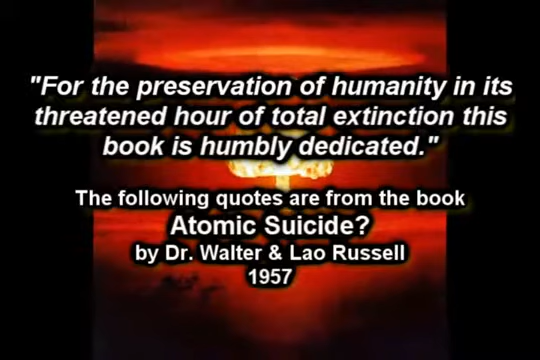 "For the preservation of humanity in its
threatened hour of total extinction this
book is humbly dedicated."
The following quotes are from the book
Atomic Suicide?
by Dr. Walter & Lao Russell
1957